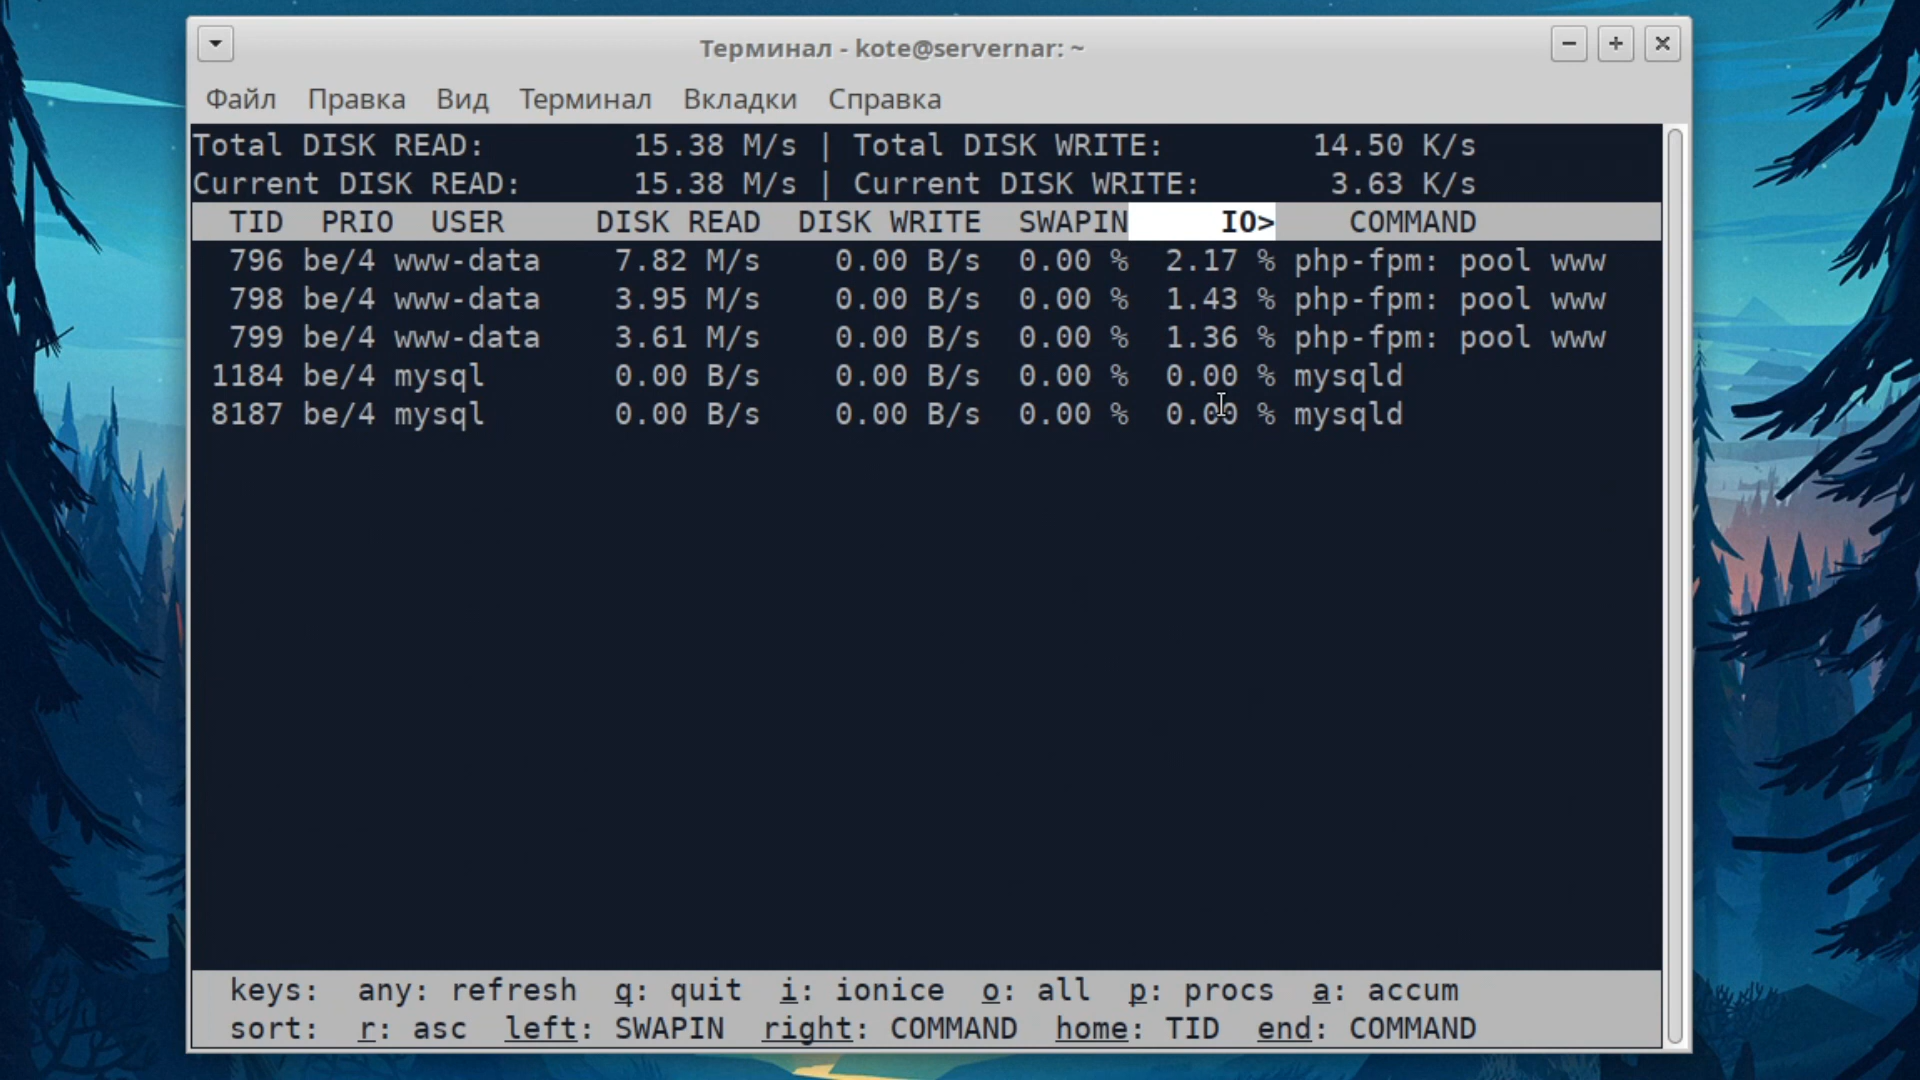 Терминал - kote@servernar: ~
Файл Правка Вид Терминал Вкладки Справка
Total DISK READ: 15.38 M/s | Total DISK WRITE: 14.50 K/s
Current DISK READ: 15.38 M/s | Current DISK WRITE: 3.63 K/s
TID PRIO USER DISK READ DISK WRITE SWAPIN IO> COMMAND
796 be/4 www-data 7.82 M/s 0.00 B/s 0.00 % 2.17 % php-fpm: pool www
798 be/4 www-data 3.95 M/s 0.00 B/s 0.00 % 1.43 % php-fpm: pool www
799 be/4 www-data 3.61 M/s 0.00 B/s 0.00 % 1.36 % php-fpm: pool www
1184 be/4 mysql 0.00 B/s 0.00 B/s 0.00 % 0.00 % mysqld
8187 be/4 mysql 0.00 B/s 0.00 B/s 0.00 % 0.00 % mysqld
keys: any: refresh q: quit i: ionice o: all p: procs a: accum
sort: r: asc left: SWAPIN right: COMMAND home: TID end: COMMAND